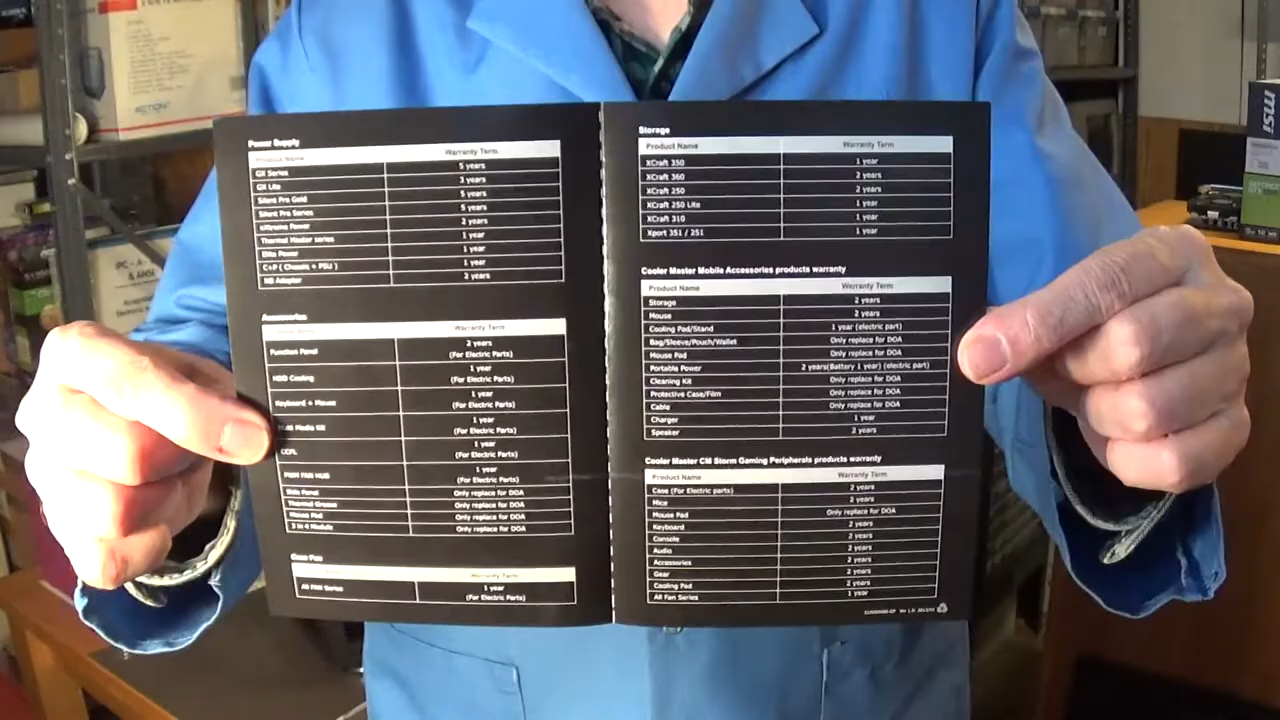 Power Supply
Product Name Warranty Term
GX Series 5 years
GX Lite 3 years
Silent Pro Gold 5 years
Silent Pro Series 5 years
eXtreme Power 2 years
Thermal Master series 1 year
Elite Power 1 year
C+P ( Chassis + PSU ) 1 year
NB Adapter 2 years
Accessories
Warranty Term
Function Panel 2 years
(For Electric Parts)
HDD Cooling 1 year
(For Electric Parts)
Keyboard + Mouse 1 year
(For Electric Parts)
Multi Media Kit 1 year
(For Electric Parts)
CCFL 1 year
(For Electric Parts)
PWM FAN HUB 1 year
(For Electric Parts)
Side Panel Only replace for DOA
Thermal Grease Only replace for DOA
Mouse Pad Only replace for DOA
3 in 4 Module Only replace for DOA
Case Fan
Warranty Term
All FAN Series 1 year
(For Electric Parts)
Storage
Product Name Warranty Term
XCraft 350 1 year
XCraft 360 2 years
XCraft 250 2 years
XCraft 250 Lite 1 year
XCraft 310 1 year
Xport 351 / 251 1 year
Cooler Master Mobile Accessories products warranty
Product Name Warranty Term
Storage 2 years
Mouse 2 years
Cooling Pad/Stand 1 year (electric part)
Bag/Sleeve/Pouch/Wallet Only replace for DOA
Mouse Pad Only replace for DOA
Portable Power 2 years(Battery 1 year) (electric part)
Cleaning Kit Only replace for DOA
Protective Case/Film Only replace for DOA
Cable Only replace for DOA
Charger 1 year
Speaker 2 years
Cooler Master CM Storm Gaming Peripherals products warranty
Product Name Warranty Term
Case (For Electric parts) 2 years
Mice 2 years
Mouse Pad Only replace for DOA
Keyboard 2 years
Console 2 years
Audio 2 years
Accessories 2 years
Gear 2 years
Cooling Pad 2 years
All Fan Series 1 year
msi